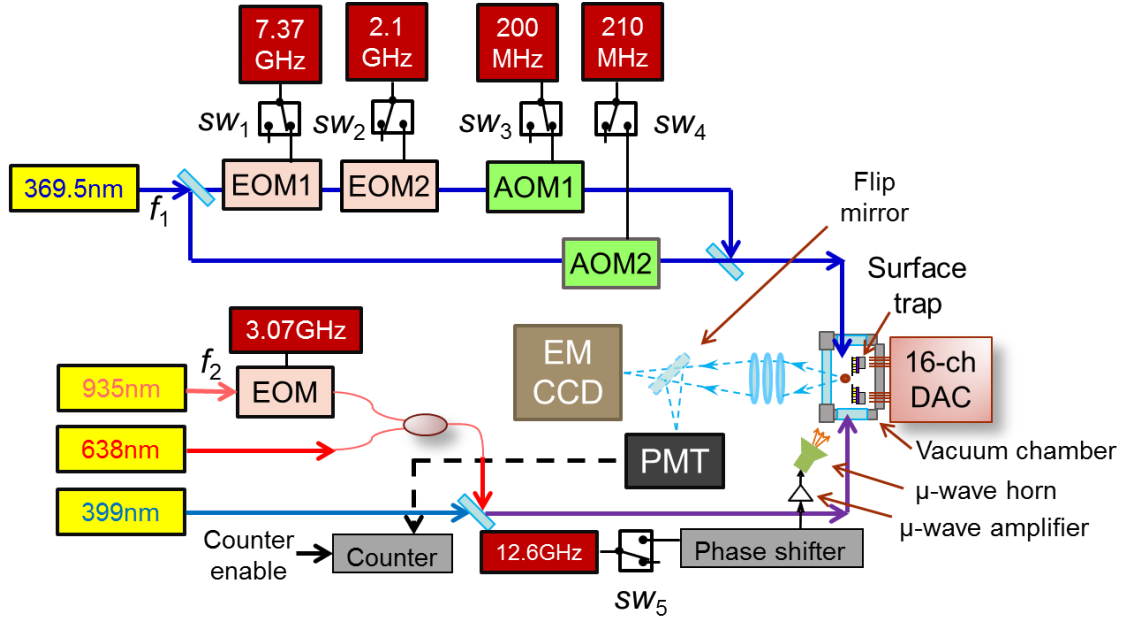 7.37
GHz
2.1
GHz
200
MHz
210
MHz
sw1
sw2
sw3
sw4
369.5nm
f1
EOM1
EOM2
AOM1
AOM2
Flip
mirror
Surface
trap
3.07GHz
EM
CCD
16-ch
DAC
935nm
f2
EOM
638nm
PMT
Vacuum chamber
399nm
μ-wave horn
μ-wave amplifier
Counter
enable
Counter
12.6GHz
Phase shifter
sw5